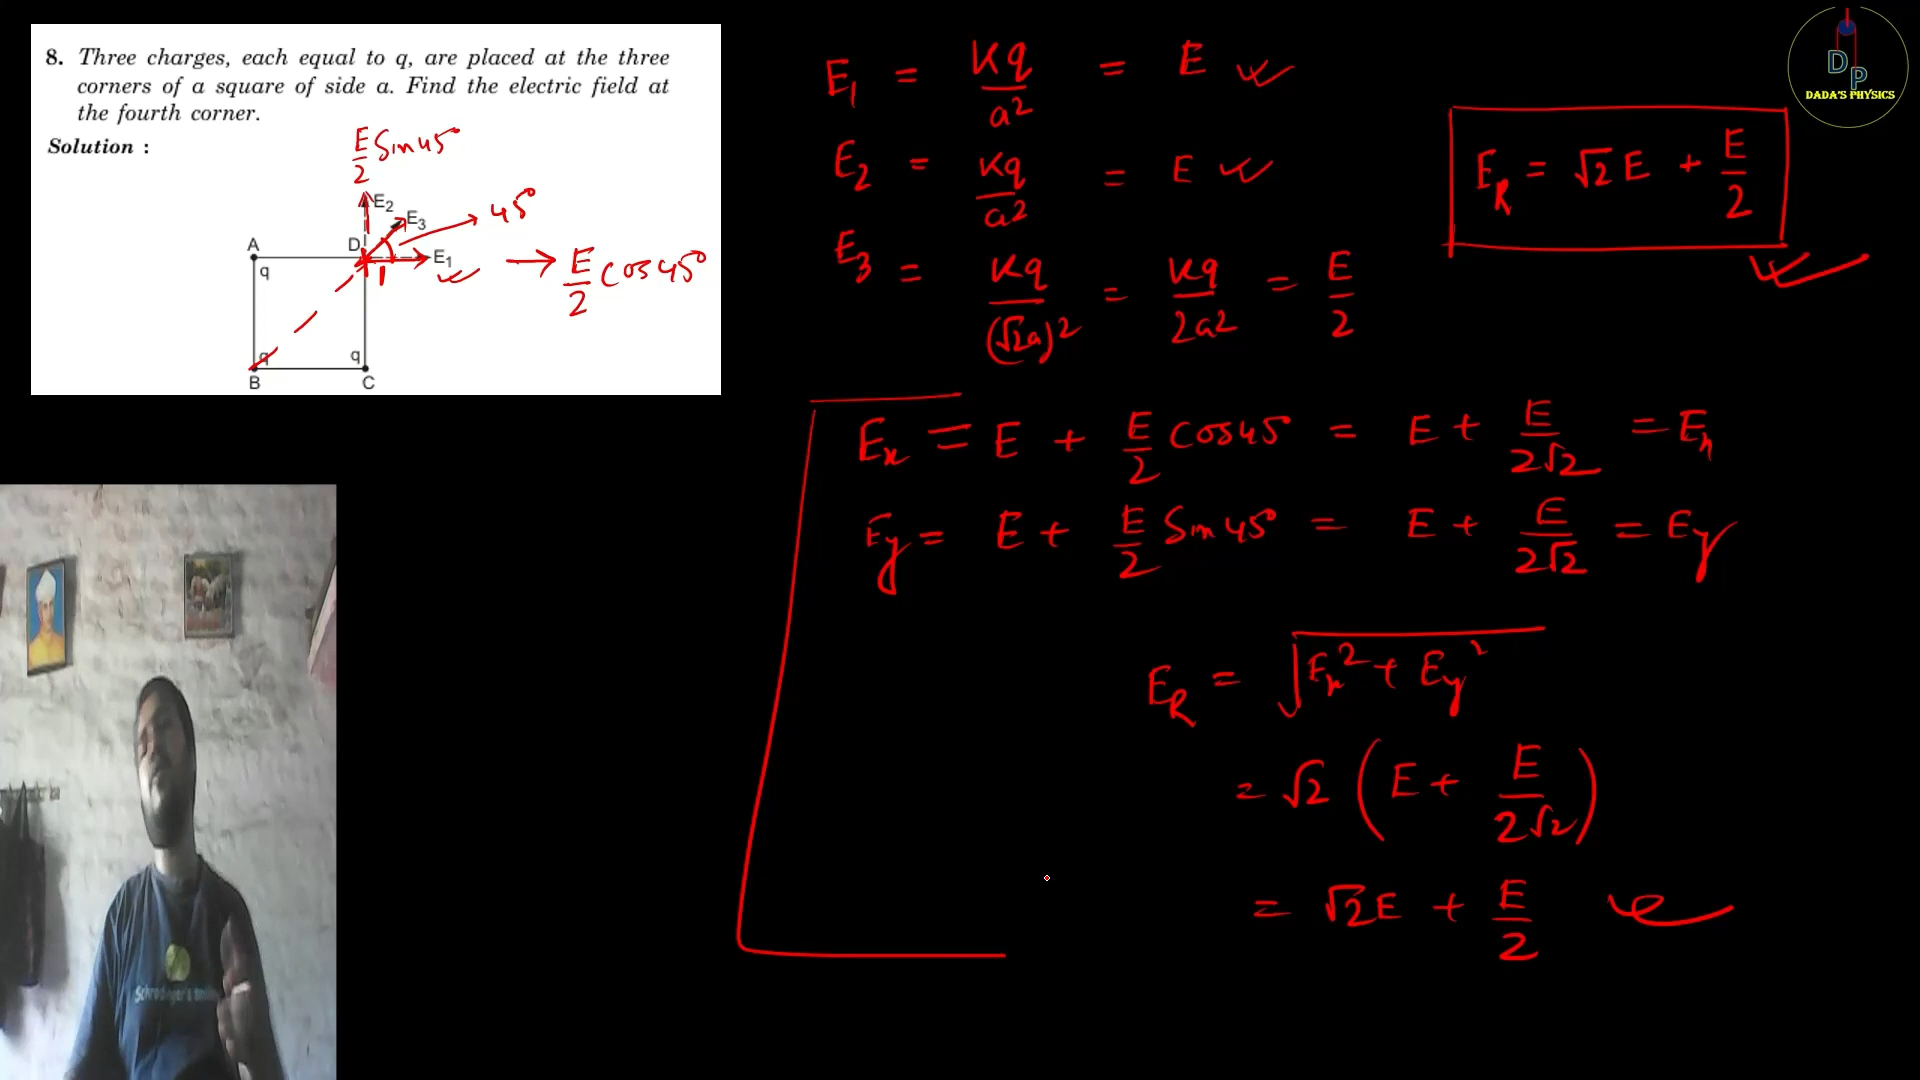 8. Three charges, each equal to q, are placed at the three
corners of a square of side a. Find the electric field at
the fourth corner.
Solution :
E/2 Sin45°
E2
E3
45°
A
D
E1
E/2 cos45°
q
q
q
B
C
E1 = Kq/a² = E
E2 = Kq/a² = E
E3 = Kq/(√2a)² = Kq/2a² = E/2
ER = √2 E + E/2
Ex = E + E/2 cos45° = E + E/2√2 = Ex
Ey = E + E/2 Sin45° = E + E/2√2 = Ey
ER = √Ex² + Ey²
= √2 (E + E/2√2)
= √2E + E/2
DP
DADA'S PHYSICS